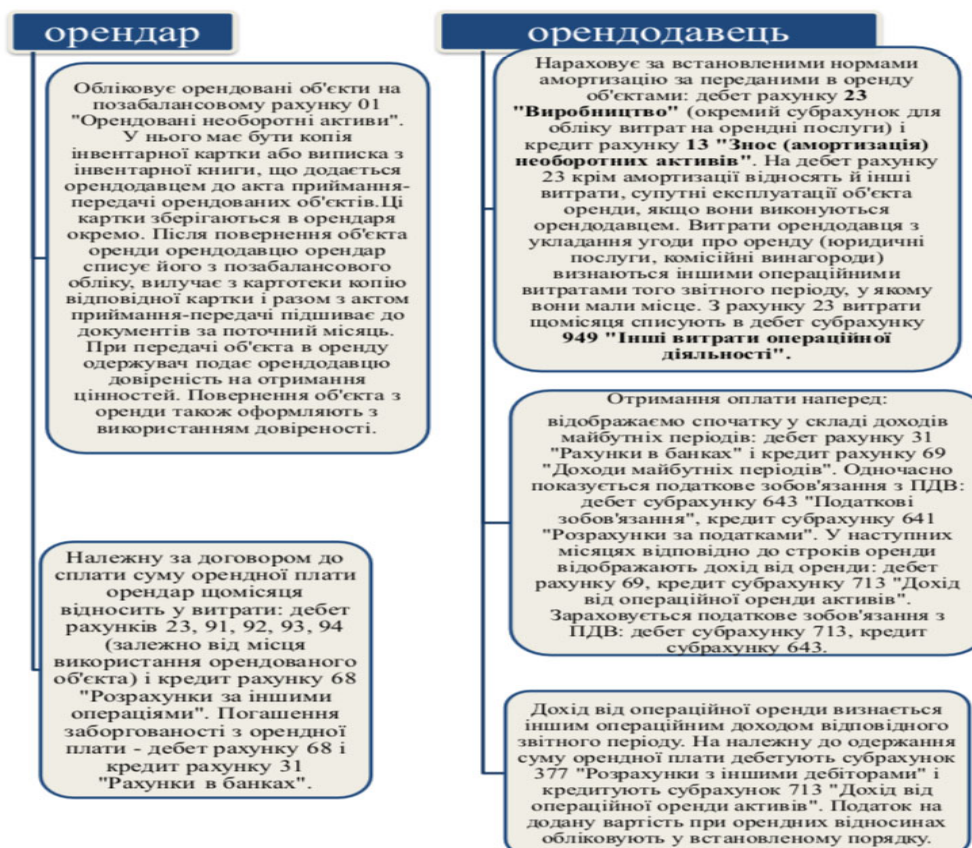 орендар
Обліковує орендовані об'єкти на
позабалансовому рахунку 01
"Орендовані необоротні активи".
У нього має бути копія
інвентарної картки або виписка з
інвентарної книги, що додається
орендодавцем до акта приймання-
передачі орендованих об'єктів.Ці
картки зберігаються в орендаря
окремо. Після повернення об'єкта
оренди орендодавцю орендар
списує його з позабалансового
обліку, вилучає з картотеки копію
відповідної картки і разом з актом
приймання-передачі підшиває до
документів за поточний місяць.
При передачі об'єкта в оренду
одержувач подає орендодавцю
довіреність на отримання
цінностей. Повернення об'єкта з
оренди також оформляють з
використанням довіреності.
Належну за договором до
сплати суму орендної плати
орендар щомісяця
відносить у витрати: дебет
рахунків 23, 91, 92, 93, 94
(залежно від місця
використання орендованого
об'єкта) і кредит рахунку 68
"Розрахунки за іншими
операціями". Погашення
заборгованості з орендної
плати - дебет рахунку 68 і
кредит рахунку 31
"Рахунки в банках".
орендодавець
Нараховує за встановленими нормами
амортизацію за переданими в оренду
об'єктами: дебет рахунку 23
"Виробництво" (окремий субрахунок для
обліку витрат на орендні послуги) і
кредит рахунку 13 "Знос (амортизація)
необоротних активів". На дебет рахунку
23 крім амортизації відносять й інші
витрати, супутні експлуатації об'єкта
оренди, якщо вони виконуються
орендодавцем. Витрати орендодавця з
укладання угоди про оренду (юридичні
послуги, комісійні винагороди)
визнаються іншими операційними
витратами того звітного періоду, у якому
вони мали місце. З рахунку 23 витрати
щомісяця списують в дебет субрахунку
949 "Інші витрати операційної
діяльності".
Отримання оплати наперед:
відображаємо спочатку у складі доходів
майбутніх періодів: дебет рахунку 31
"Рахунки в банках" і кредит рахунку 69
"Доходи майбутніх періодів". Одночасно
показується податкове зобов'язання з ПДВ:
дебет субрахунку 643 "Податкові
зобов'язання", кредит субрахунку 641
"Розрахунки за податками". У наступних
місяцях відповідно до строків оренди
відображають дохід від оренди: дебет
рахунку 69, кредит субрахунку 713 "Дохід
від операційної оренди активів".
Зараховується податкове зобов'язання з
ПДВ: дебет субрахунку 713, кредит
субрахунку 643.
Дохід від операційної оренди визнається
іншим операційним доходом відповідного
звітного періоду. На належну до одержання
суму орендної плати дебетують субрахунок
377 "Розрахунки з іншими дебіторами" і
кредитують субрахунок 713 "Дохід від
операційної оренди активів". Податок на
додану вартість при орендних відносинах
обліковують у встановленому порядку.